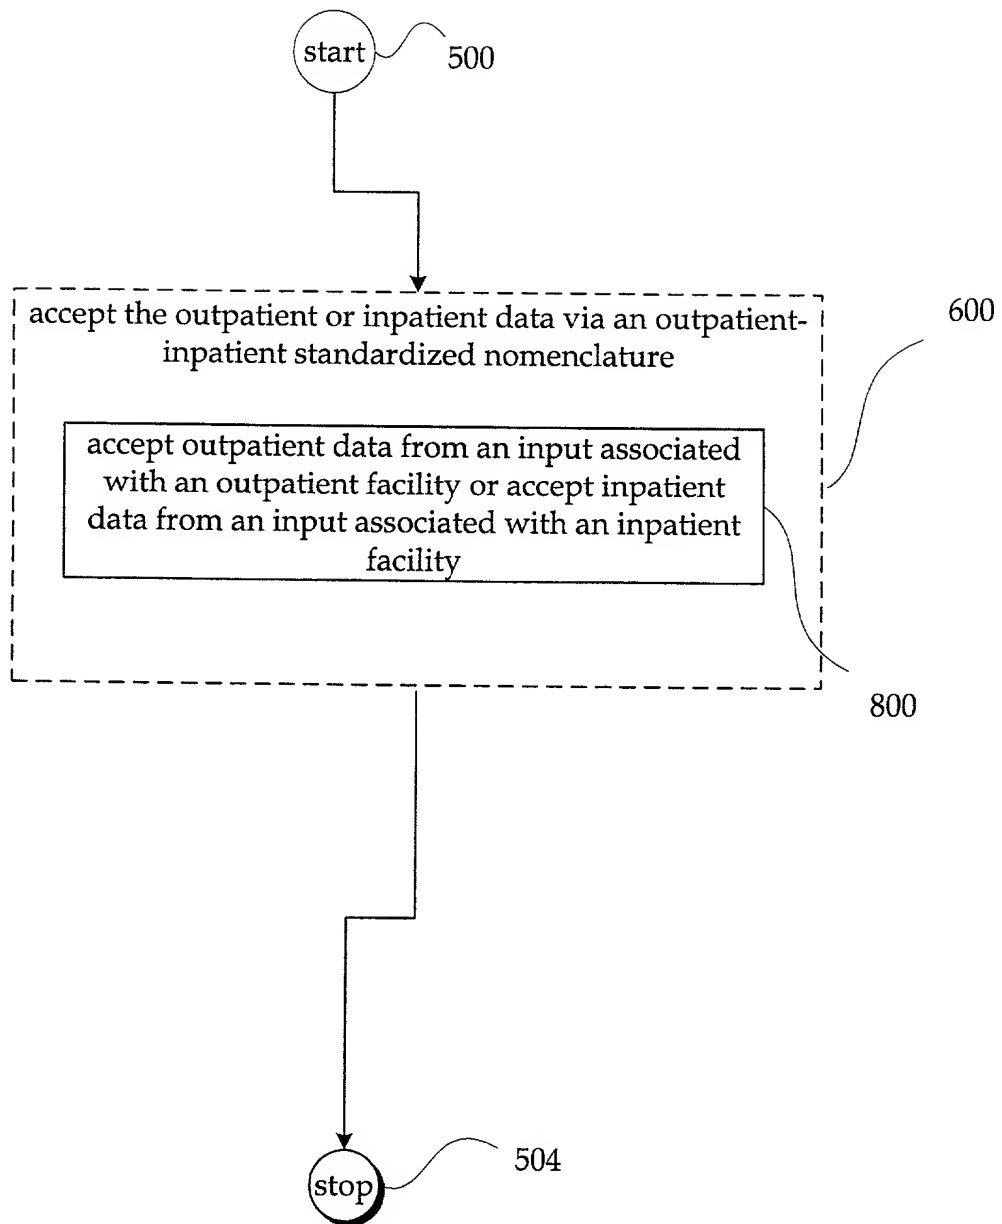 start
500
600
accept the outpatient or inpatient data via an outpatient-
inpatient standardized nomenclature
accept outpatient data from an input associated
with an outpatient facility or accept inpatient
data from an input associated with an inpatient
facility
800
504
stop